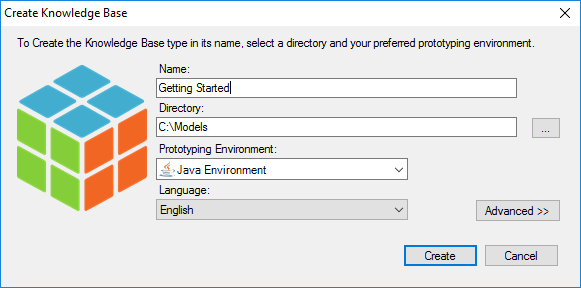 Create Knowledge Base
To Create the Knowledge Base type in its name, select a directory and your preferred prototyping environment.
Name:
Getting Started
Directory:
C:\Models
...
Prototyping Environment:
Java Environment
Language:
English
Advanced >>
Create
Cancel